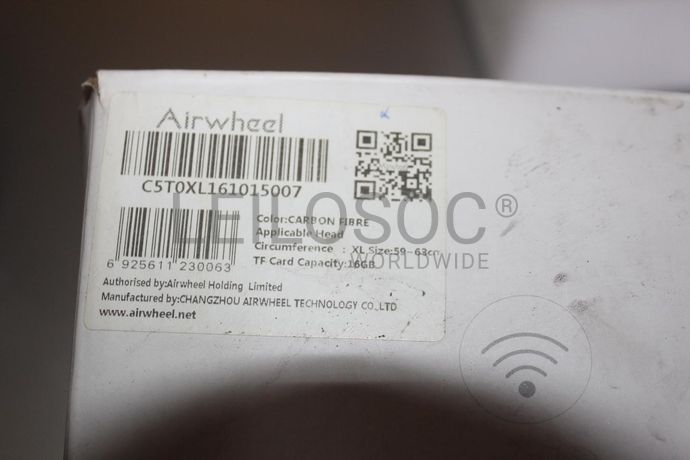 Airwheel
C5T0XL161015007
Color:CARBON FIBRE
Applicable Head
Circumference : XL Size:59-63cm
TF Card Capacity:16GB
6 925611 230063
Authorised by:Airwheel Holding Limited
Manufactured by:CHANGZHOU AIRWHEEL TECHNOLOGY CO.,LTD
www.airwheel.net
LEILOSOC®
WORLDWIDE